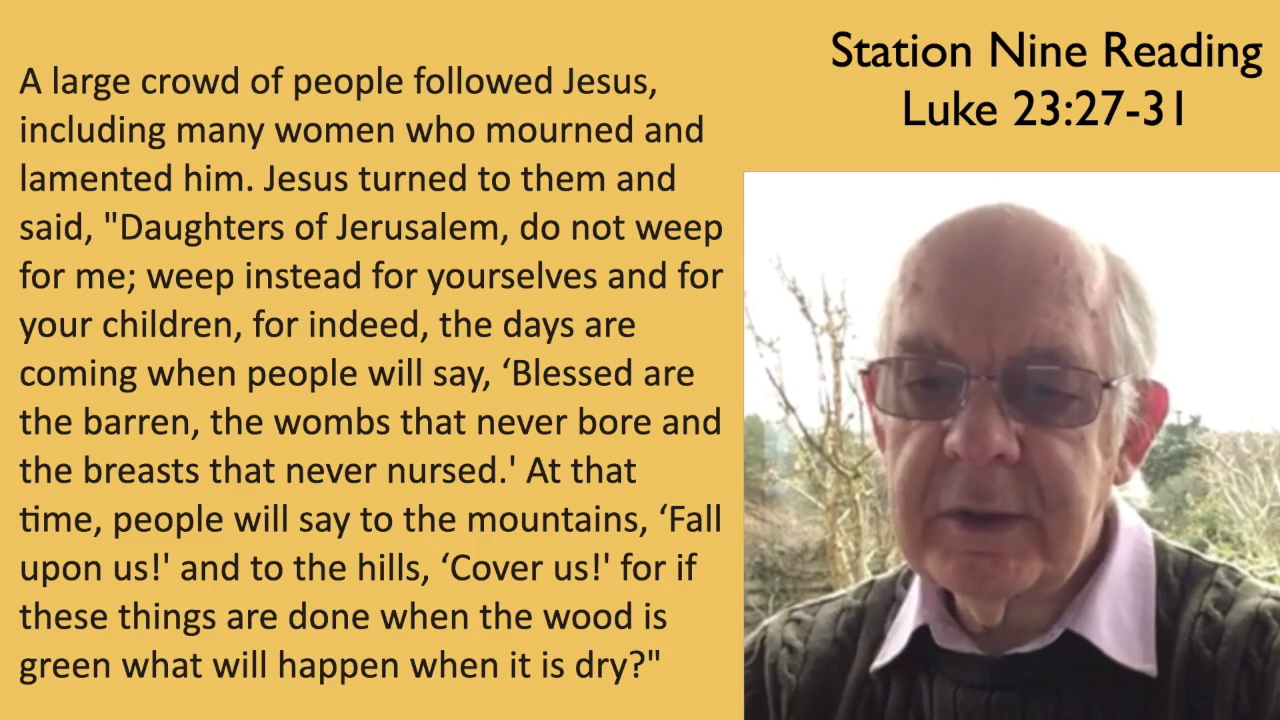 Station Nine Reading
Luke 23:27-31
A large crowd of people followed Jesus,
including many women who mourned and
lamented him. Jesus turned to them and
said, "Daughters of Jerusalem, do not weep
for me; weep instead for yourselves and for
your children, for indeed, the days are
coming when people will say, ‘Blessed are
the barren, the wombs that never bore and
the breasts that never nursed.' At that
time, people will say to the mountains, ‘Fall
upon us!' and to the hills, ‘Cover us!' for if
these things are done when the wood is
green what will happen when it is dry?"